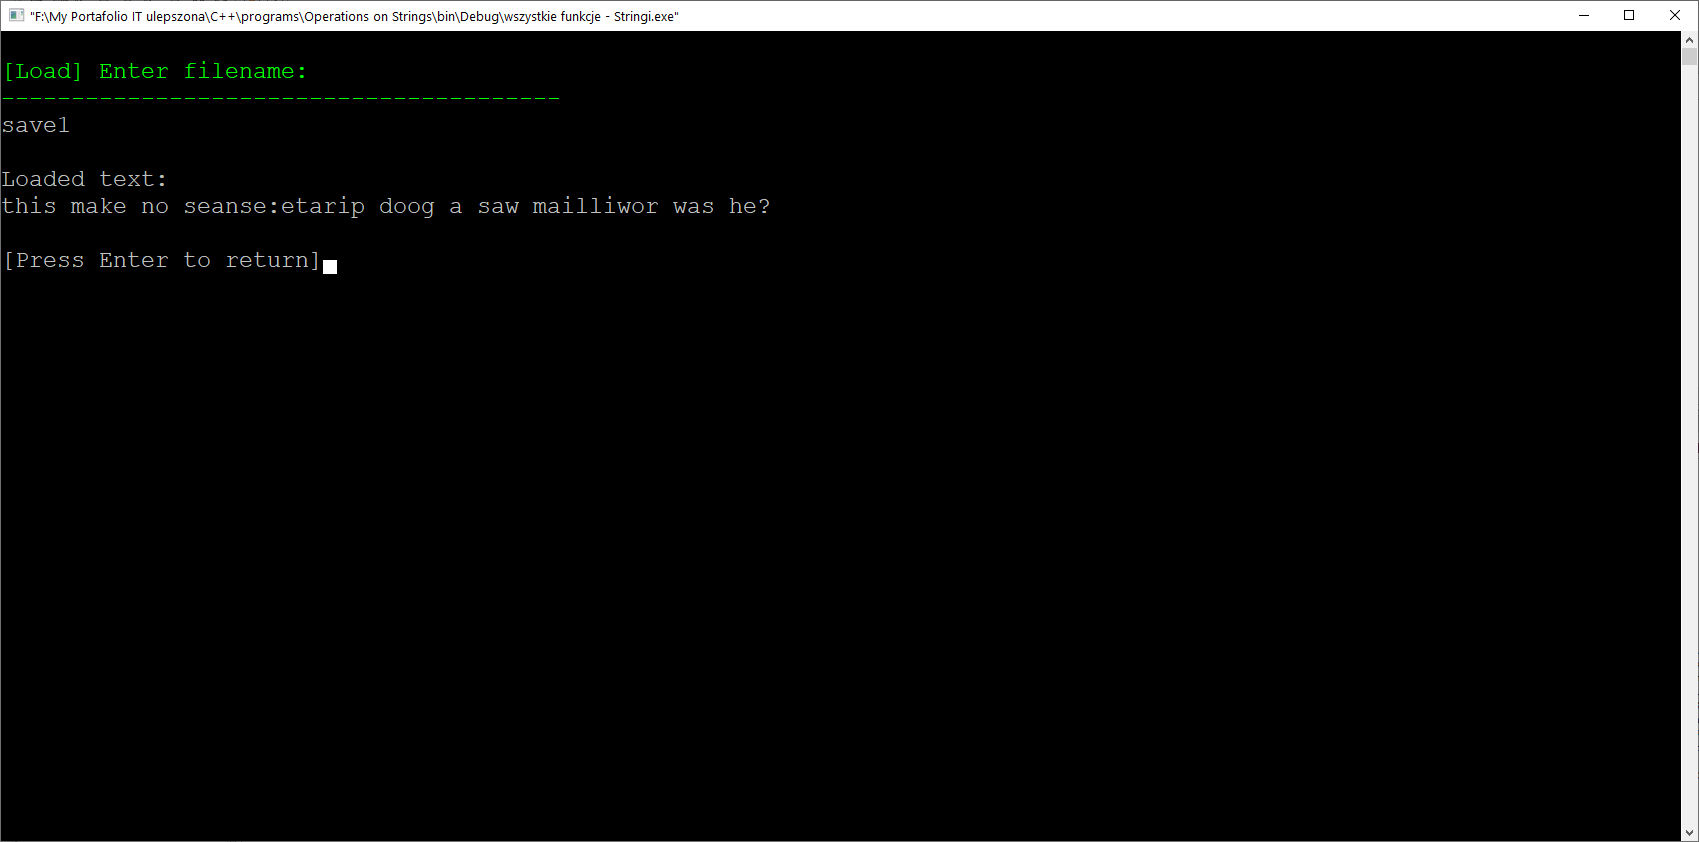 "F:\My Portafolio IT ulepszona\C++\programs\Operations on Strings\bin\Debug\wszystkie funkcje - Stringi.exe"
[Load] Enter filename:
----------------------------------------
save1
Loaded text:
this make no seanse:etarip doog a saw mailliwor was he?
[Press Enter to return]